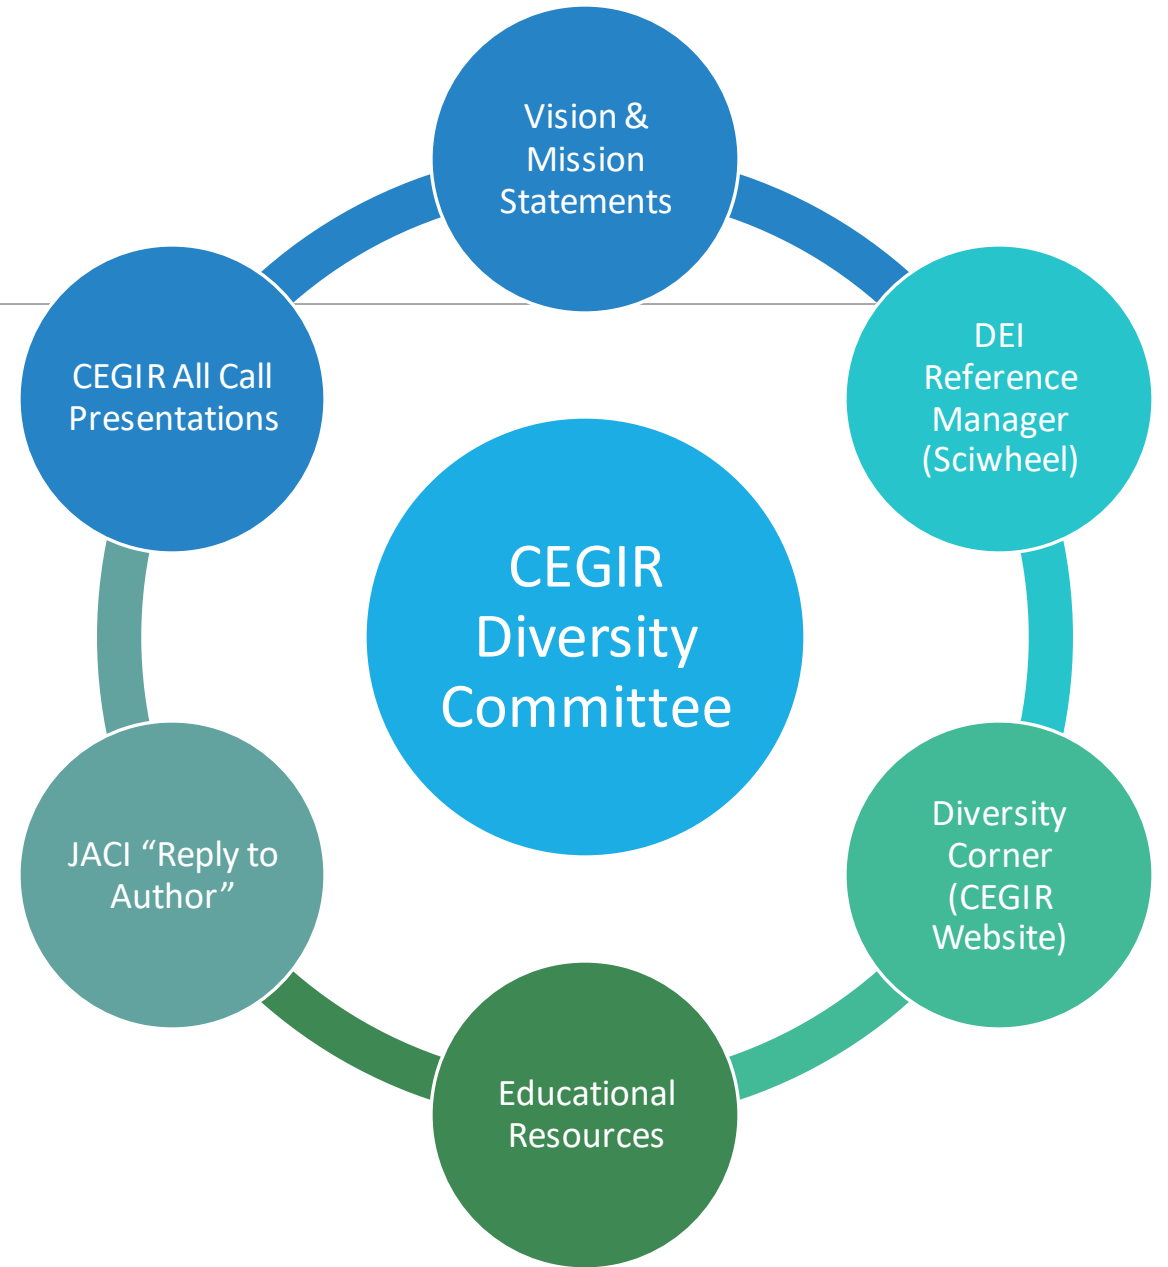 Vision &
Mission
Statements
DEI
Reference
Manager
(Sciwheel)
Diversity
Corner
(CEGIR
Website)
Educational
Resources
JACI “Reply to
Author”
CEGIR All Call
Presentations
CEGIR
Diversity
Committee